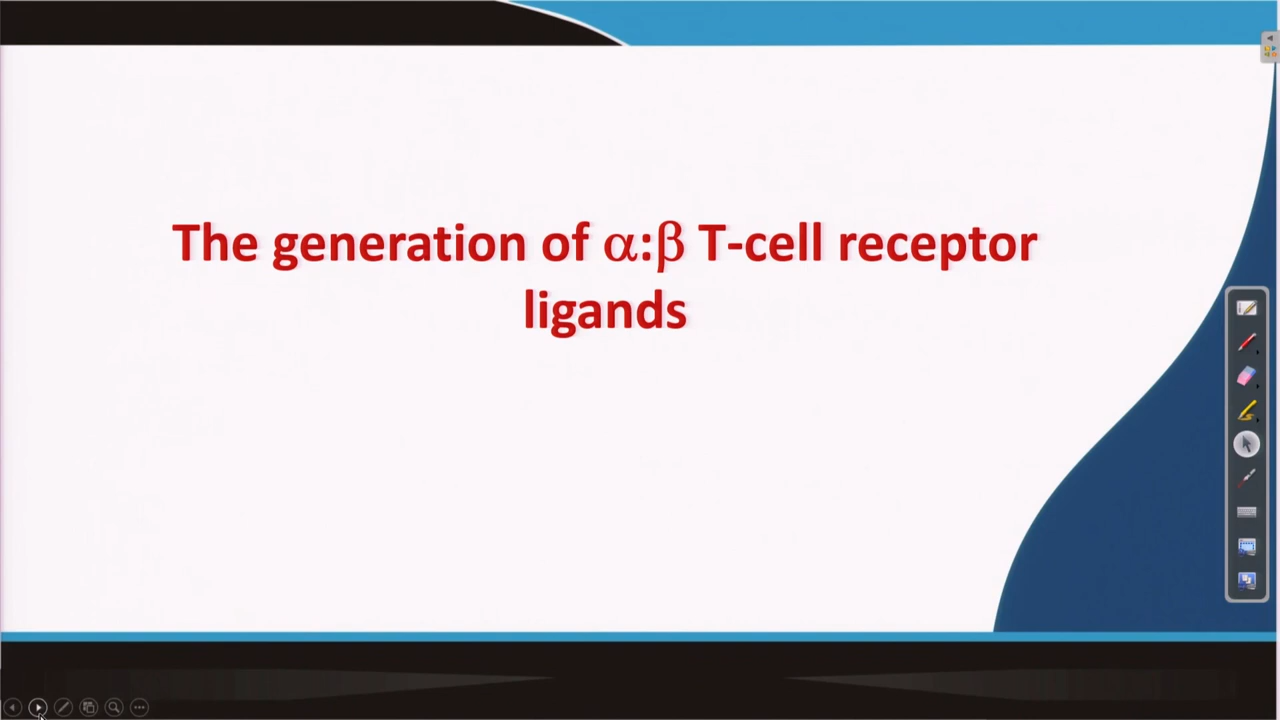 The generation of α:β T-cell receptor
ligands